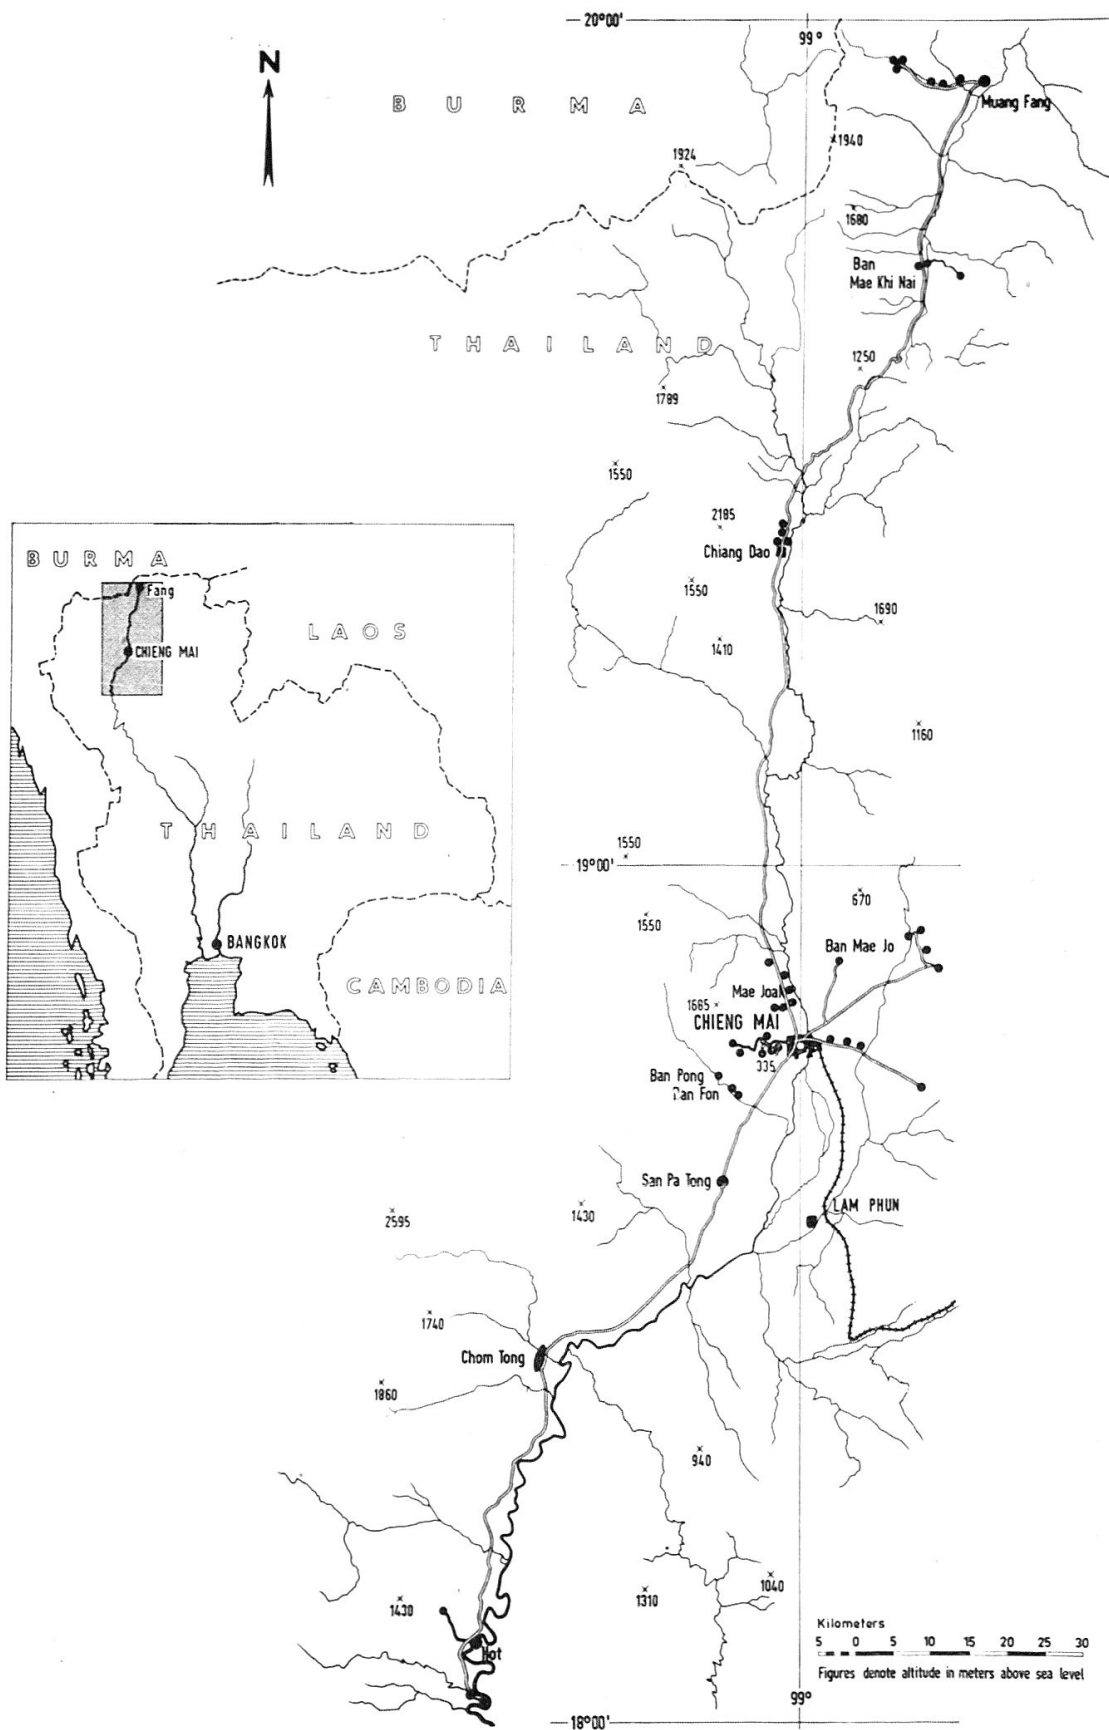 20°00'
99°
N
BURMA
Muang Fang
1940
1924
1680
Ban
Mae Khi Nai
THAILAND
1250
1789
1550
2185
Chiang Dao
BURMA
Fang
1550
1690
LAOS
CHIENG MAI
1410
1160
THAILAND
1550
19°00'
670
1550
BANGKOK
Ban Mae Jo
CAMBODIA
Mae Joak
1665
CHIENG MAI
335
Ban Pong
Ban Fon
San Pa Tong
LAM PHUN
2595
1430
1740
Chom Tong
1860
940
1040
1430
1310
Kilometers
5 0 5 10 15 20 25 30
Hot
Figures denote altitude in meters above sea level
99°
18°00'